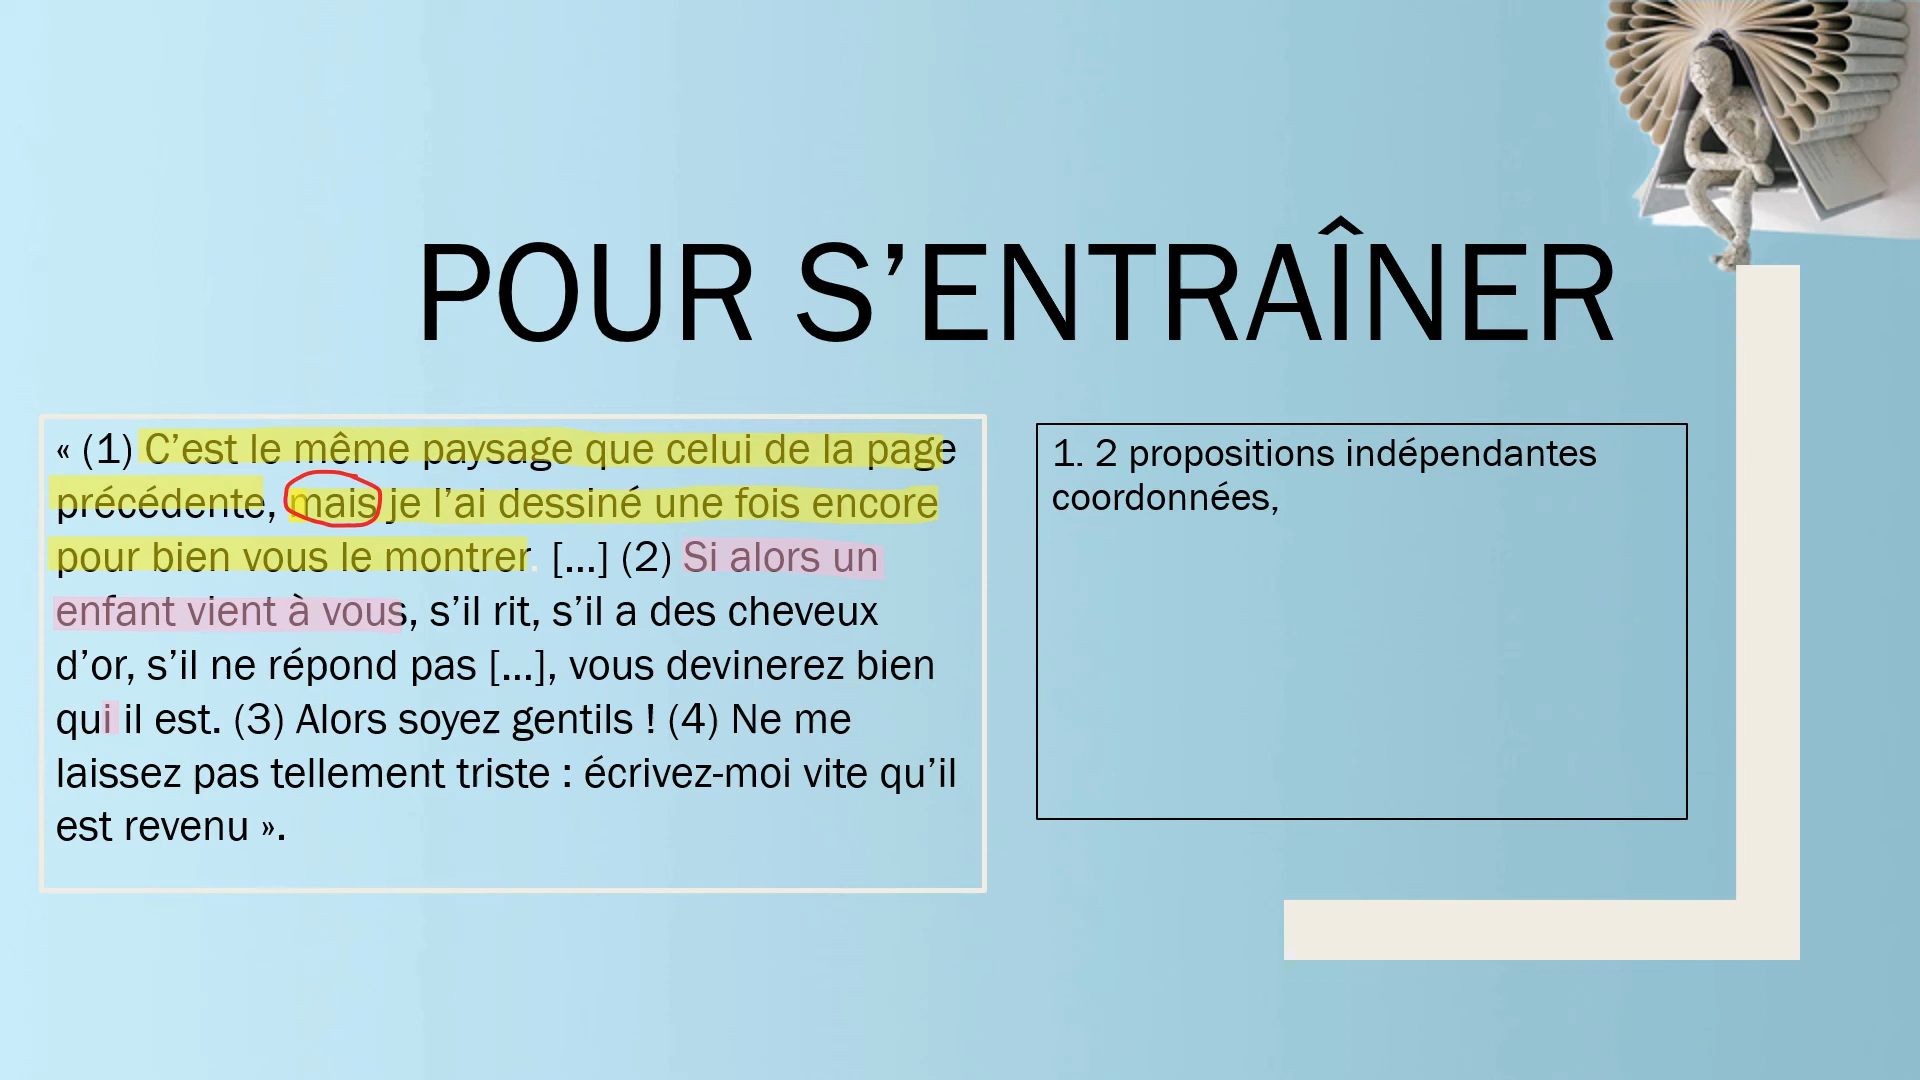 POUR S’ENTRAÎNER
« (1) C’est le même paysage que celui de la page
précédente, mais je l’ai dessiné une fois encore
pour bien vous le montrer. [...] (2) Si alors un
enfant vient à vous, s’il rit, s’il a des cheveux
d’or, s’il ne répond pas [...], vous devinerez bien
qui il est. (3) Alors soyez gentils ! (4) Ne me
laissez pas tellement triste : écrivez-moi vite qu’il
est revenu ».
1. 2 propositions indépendantes
coordonnées,